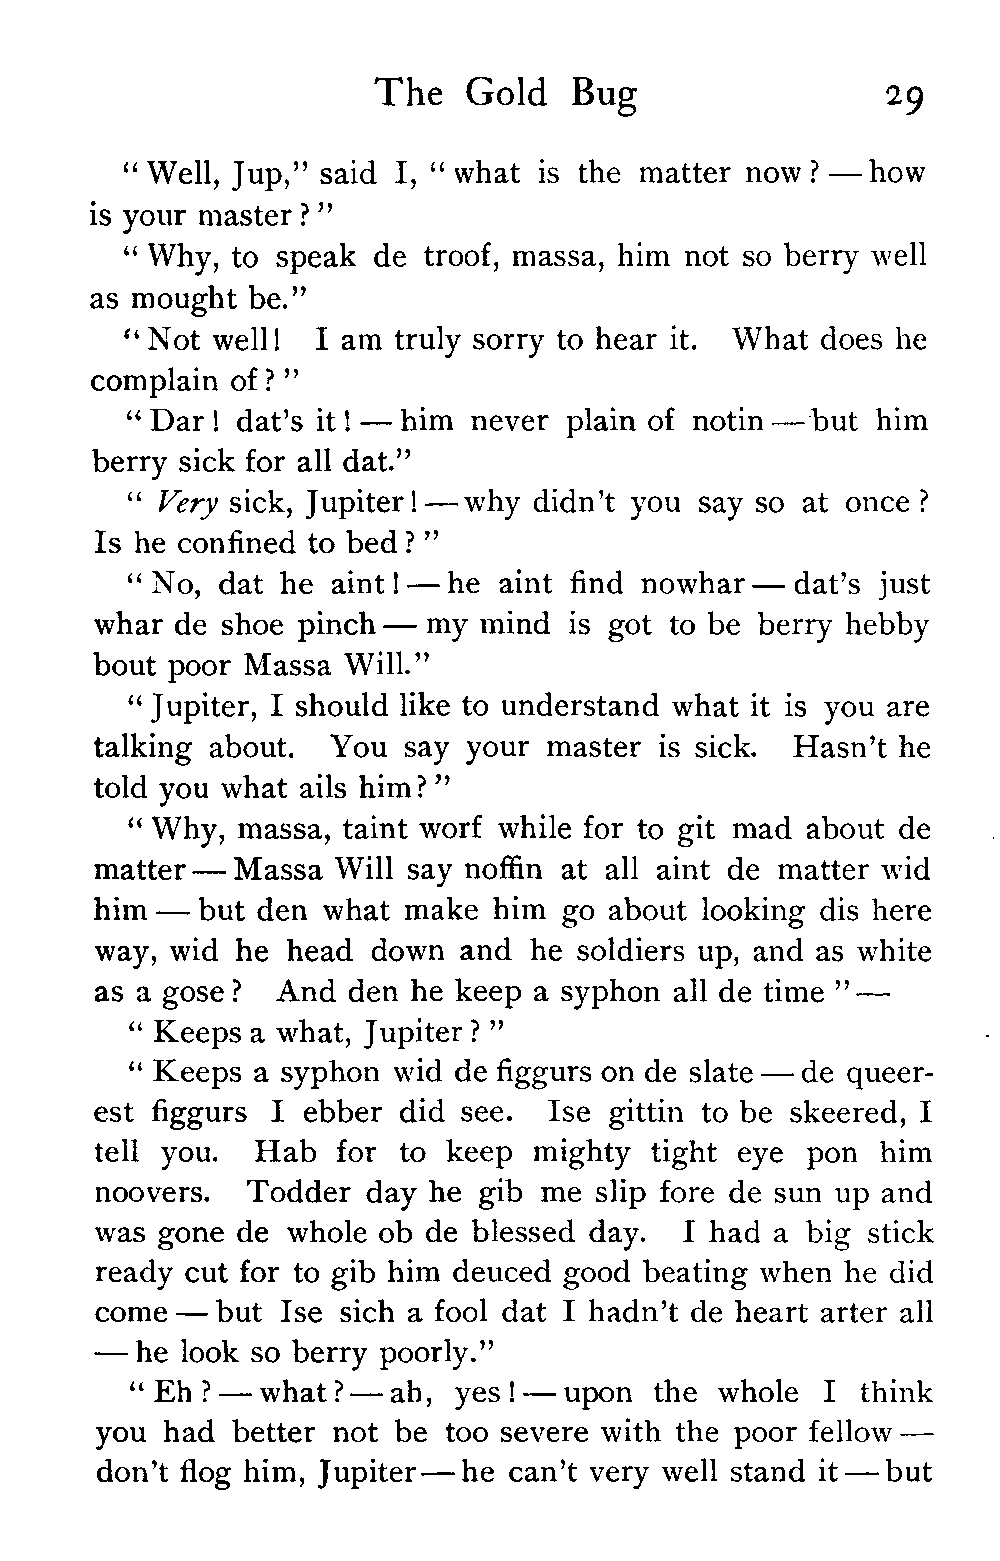 The Gold Bug 29
"Well, Jup," said I, "what is the matter now?—how
is your master?"
"Why, to speak de troof, massa, him not so berry well
as mought be."
"Not well! I am truly sorry to hear it. What does he
complain of?"
"Dar! dat's it!—him never plain of notin—but him
berry sick for all dat."
"Very sick, Jupiter!—why didn't you say so at once?
Is he confined to bed?"
"No, dat he aint!—he aint find nowhar—dat's just
whar de shoe pinch—my mind is got to be berry hebby
bout poor Massa Will."
"Jupiter, I should like to understand what it is you are
talking about. You say your master is sick. Hasn't he
told you what ails him?"
"Why, massa, taint worf while for to git mad about de
matter—Massa Will say noffin at all aint de matter wid
him—but den what make him go about looking dis here
way, wid he head down and he soldiers up, and as white
as a gose? And den he keep a syphon all de time"—
"Keeps a what, Jupiter?"
"Keeps a syphon wid de figgurs on de slate—de queer-
est figgurs I ebber did see. Ise gittin to be skeered, I
tell you. Hab for to keep mighty tight eye pon him
noovers. Todder day he gib me slip fore de sun up and
was gone de whole ob de blessed day. I had a big stick
ready cut for to gib him deuced good beating when he did
come—but Ise sich a fool dat I hadn't de heart arter all
—he look so berry poorly."
"Eh?—what?—ah, yes!—upon the whole I think
you had better not be too severe with the poor fellow—
don't flog him, Jupiter—he can't very well stand it—but